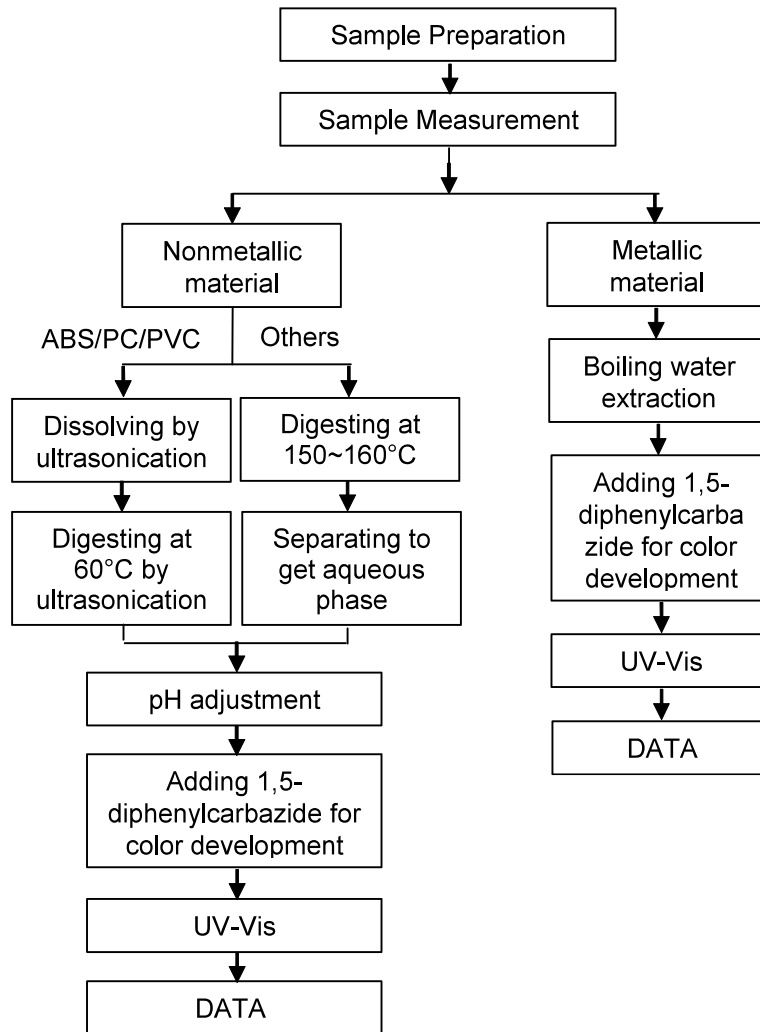 Sample Preparation
Sample Measurement
Nonmetallic
material
ABS/PC/PVC
Others
Dissolving by
ultrasonication
Digesting at
150~160°C
Digesting at
60°C by
ultrasonication
Separating to
get aqueous
phase
pH adjustment
Adding 1,5-
diphenylcarbazide for
color development
UV-Vis
DATA
Metallic
material
Boiling water
extraction
Adding 1,5-
diphenylcarba
zide for color
development
UV-Vis
DATA